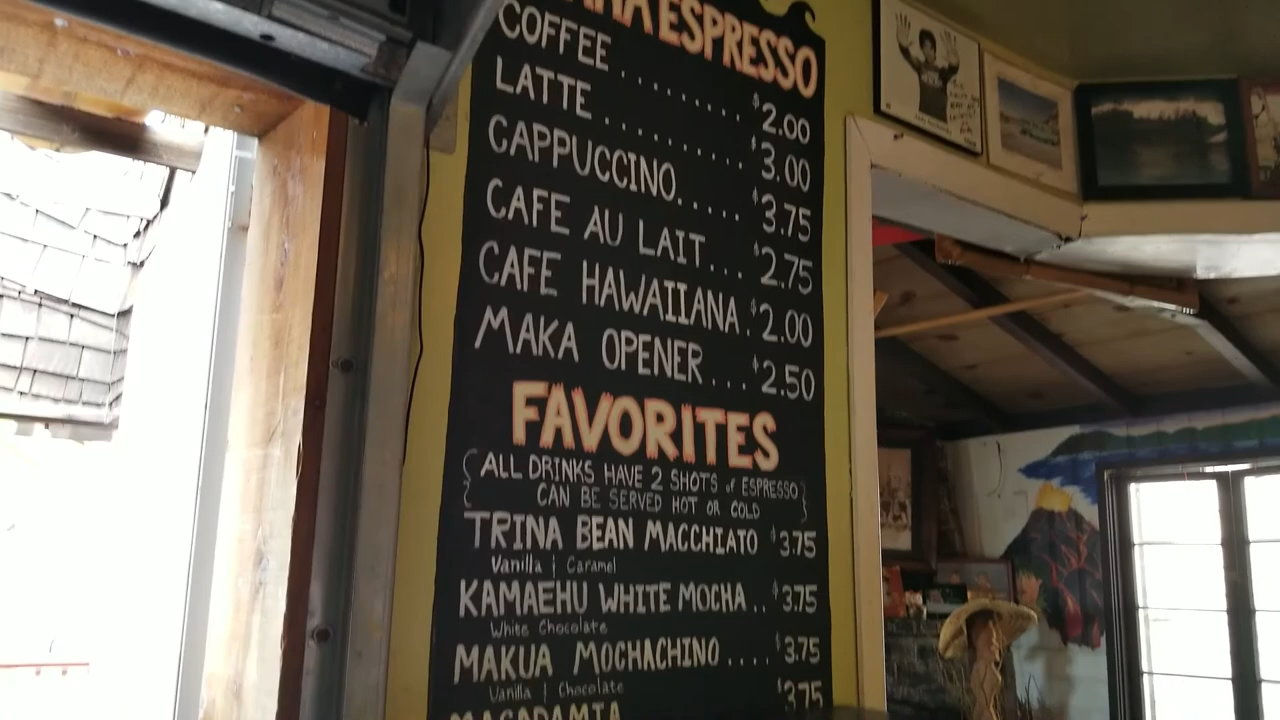 ESPRESSO
COFFEE ....... $2.00
LATTE .......... $3.00
CAPPUCCINO..... $3.75
CAFE AU LAIT... $2.75
CAFE HAWAIIANA. $2.00
MAKA OPENER ... $2.50
FAVORITES
{ALL DRINKS HAVE 2 SHOTS of ESPRESSO
CAN BE SERVED HOT OR COLD}
TRINA BEAN MACCHIATO $3.75
Vanilla | Caramel
KAMAEHU WHITE MOCHA .. $3.75
White Chocolate
MAKUA MOCHACHINO .... $3.75
Vanilla | Chocolate
MACADAMIA $3.75